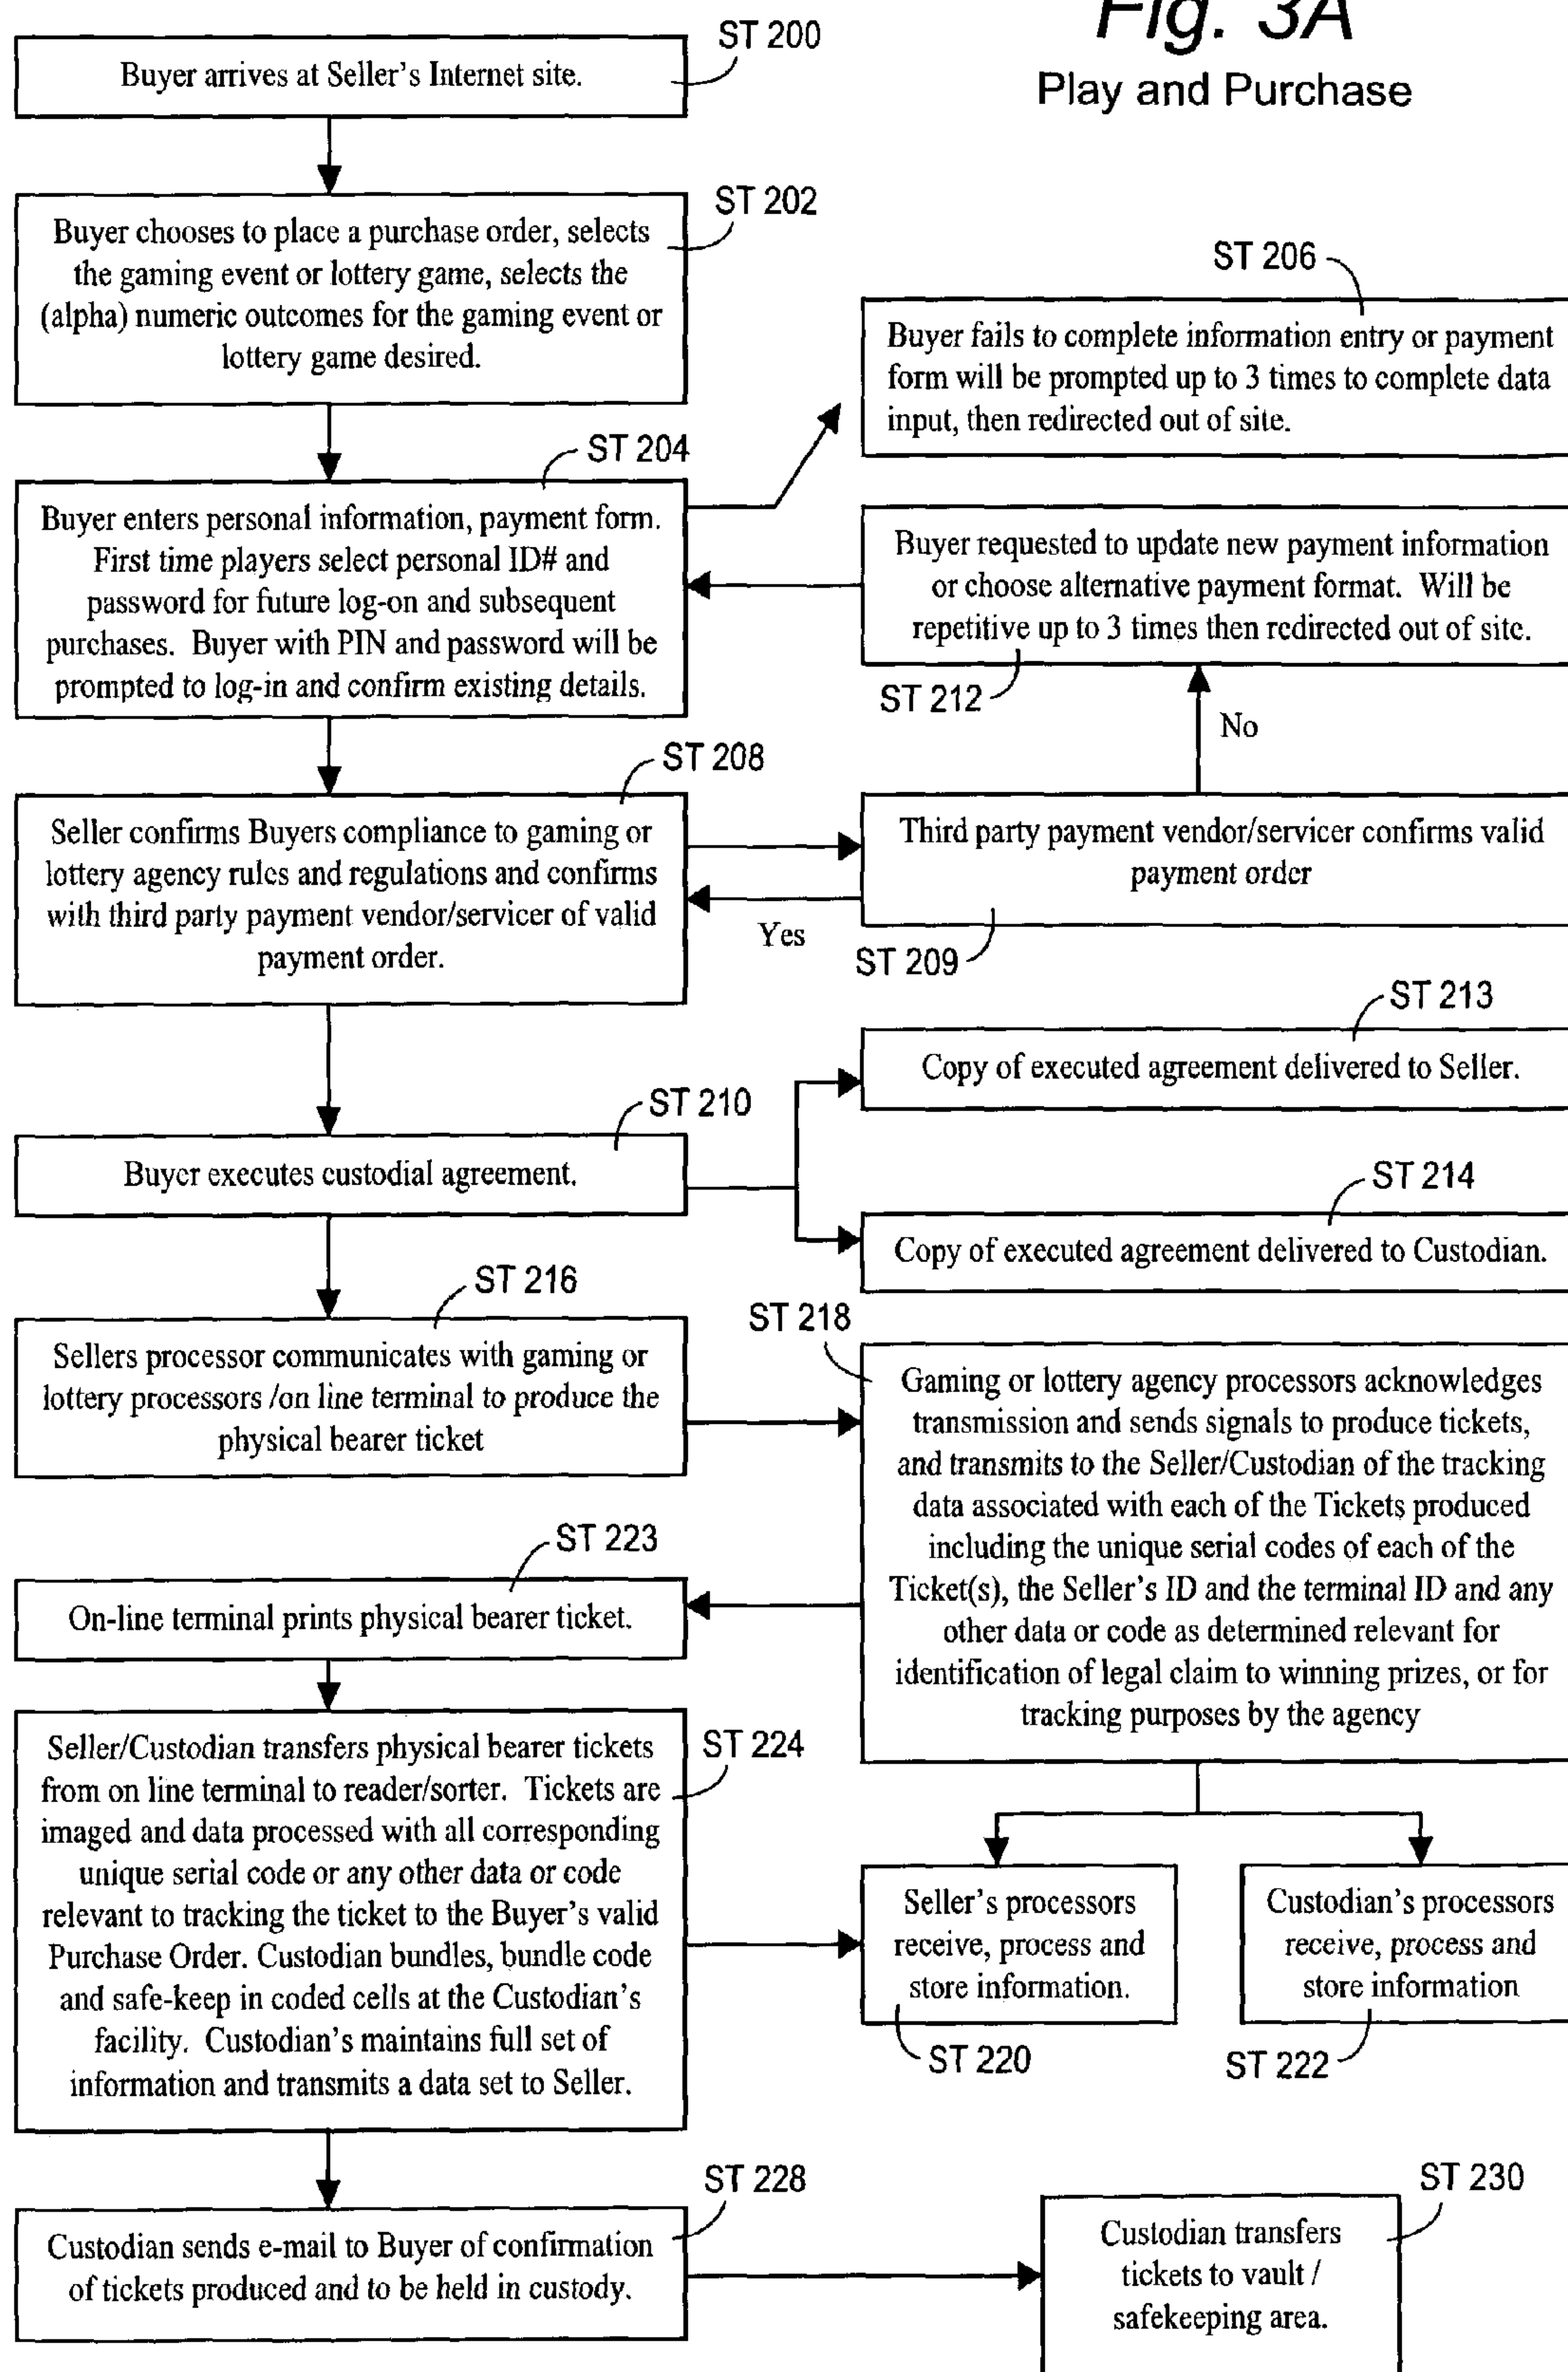 Fig. 3A
Play and Purchase
ST 200
Buyer arrives at Seller's Internet site.
ST 202
Buyer chooses to place a purchase order, selects
the gaming event or lottery game, selects the
(alpha) numeric outcomes for the gaming event or
lottery game desired.
ST 206
Buyer fails to complete information entry or payment
form will be prompted up to 3 times to complete data
input, then redirected out of site.
ST 204
Buyer enters personal information, payment form.
First time players select personal ID# and
password for future log-on and subsequent
purchases. Buyer with PIN and password will be
prompted to log-in and confirm existing details.
Buyer requested to update new payment information
or choose alternative payment format. Will be
repetitive up to 3 times then redirected out of site.
ST 212
No
ST 208
Seller confirms Buyers compliance to gaming or
lottery agency rules and regulations and confirms
with third party payment vendor/servicer of valid
payment order.
Third party payment vendor/servicer confirms valid
payment order
Yes
ST 209
ST 213
Copy of executed agreement delivered to Seller.
ST 210
Buyer executes custodial agreement.
ST 214
Copy of executed agreement delivered to Custodian.
ST 216
Sellers processor communicates with gaming or
lottery processors /on line terminal to produce the
physical bearer ticket
ST 218
Gaming or lottery agency processors acknowledges
transmission and sends signals to produce tickets,
and transmits to the Seller/Custodian of the tracking
data associated with each of the Tickets produced
including the unique serial codes of each of the
Ticket(s), the Seller's ID and the terminal ID and any
other data or code as determined relevant for
identification of legal claim to winning prizes, or for
tracking purposes by the agency
ST 223
On-line terminal prints physical bearer ticket.
ST 224
Seller/Custodian transfers physical bearer tickets
from on line terminal to reader/sorter. Tickets are
imaged and data processed with all corresponding
unique serial code or any other data or code
relevant to tracking the ticket to the Buyer's valid
Purchase Order. Custodian bundles, bundle code
and safe-keep in coded cells at the Custodian's
facility. Custodian's maintains full set of
information and transmits a data set to Seller.
Seller's processors
receive, process and
store information.
ST 220
Custodian's processors
receive, process and
store information
ST 222
ST 228
Custodian sends e-mail to Buyer of confirmation
of tickets produced and to be held in custody.
ST 230
Custodian transfers
tickets to vault /
safekeeping area.